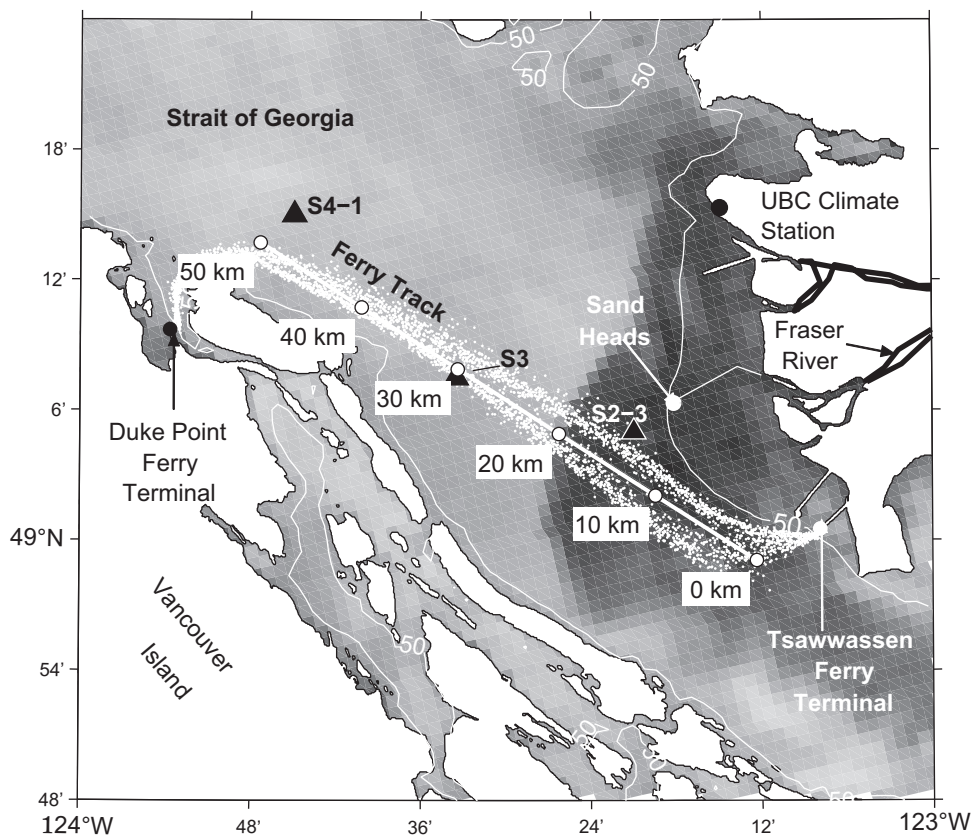 50
50
50
Strait of Georgia
18'
S4−1
UBC Climate
Station
50 km
Ferry Track
12'
Sand
Heads
Fraser
River
40 km
S3
30 km
6'
S2−3
Duke Point
Ferry
Terminal
20 km
50
10 km
49°N
0 km
Vancouver
Island
Tsawwassen
Ferry
Terminal
50
54'
50
50
50
48'
124°W
48'
36'
24'
12'
123°W